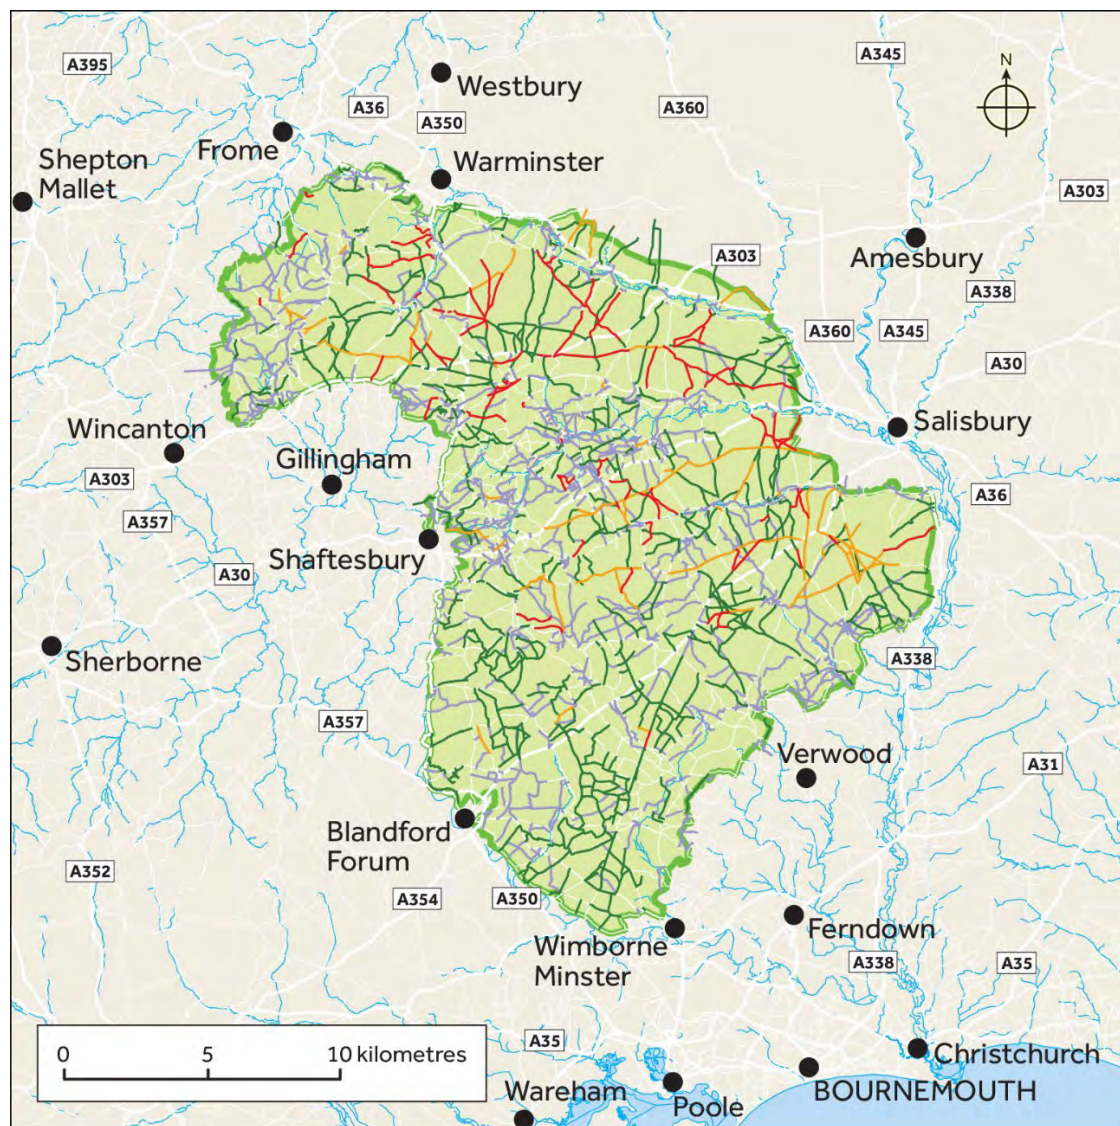 A395
Westbury
A345
N
A36
A350
A360
Frome
Shepton
Mallet
Warminster
A303
Amesbury
A303
A338
A360
A345
A30
Wincanton
Salisbury
Gillingham
A303
A36
A357
Shaftesbury
A30
Sherborne
A338
A357
Verwood
A31
Blandford
Forum
A352
A354
A350
Ferndown
Wimborne
Minster
A338
A35
0 5 10 kilometres
A35
Christchurch
BOURNEMOUTH
Wareham
Poole